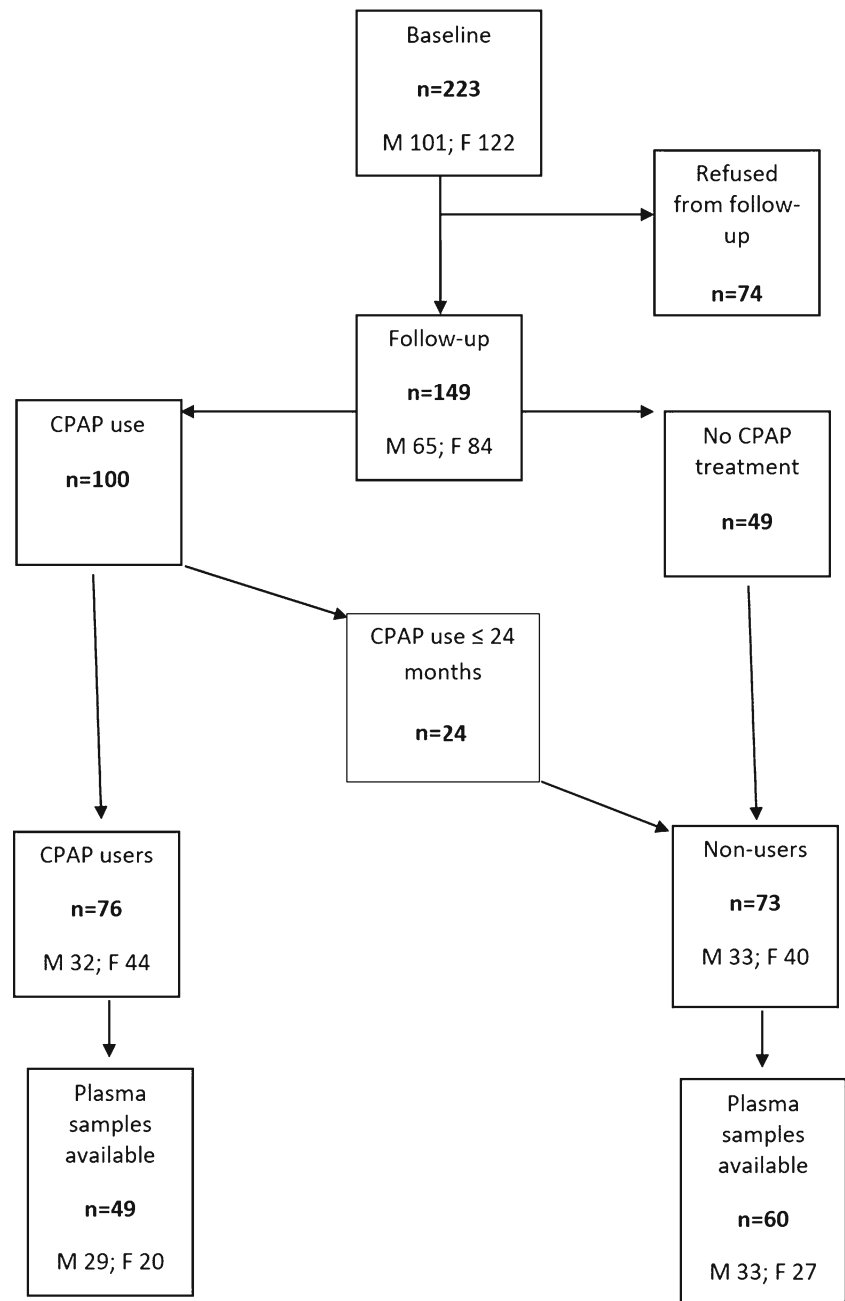 Baseline
n=223
M 101; F 122
Refused
from follow-
up
n=74
Follow-up
n=149
M 65; F 84
CPAP use
n=100
No CPAP
treatment
n=49
CPAP use ≤ 24
months
n=24
CPAP users
n=76
M 32; F 44
Non-users
n=73
M 33; F 40
Plasma
samples
available
n=49
M 29; F 20
Plasma
samples
available
n=60
M 33; F 27